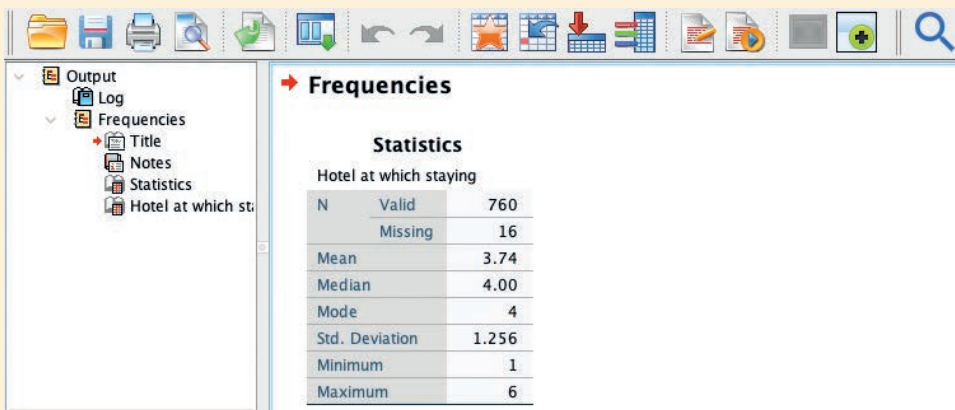 Output
Log
Frequencies
Title
Notes
Statistics
Hotel at which sta
Frequencies
Statistics
Hotel at which staying
N Valid 760
Missing 16
Mean 3.74
Median 4.00
Mode 4
Std. Deviation 1.256
Minimum 1
Maximum 6